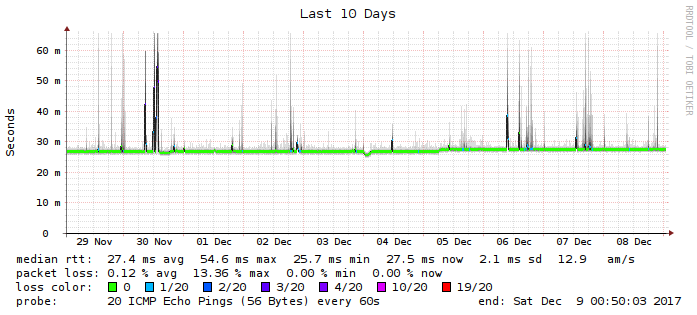 Last 10 Days
RRDTOOL / TOBI OETIKER
Seconds
60 m
50 m
40 m
30 m
20 m
10 m
0
29 Nov 30 Nov 01 Dec 02 Dec 03 Dec 04 Dec 05 Dec 06 Dec 07 Dec 08 Dec
median rtt: 27.4 ms avg 54.6 ms max 25.7 ms min 27.5 ms now 2.1 ms sd 12.9 am/s
packet loss: 0.12 % avg 13.36 % max 0.00 % min 0.00 % now
loss color: 0 1/20 2/20 3/20 4/20 10/20 19/20
probe: 20 ICMP Echo Pings (56 Bytes) every 60s end: Sat Dec 9 00:50:03 2017